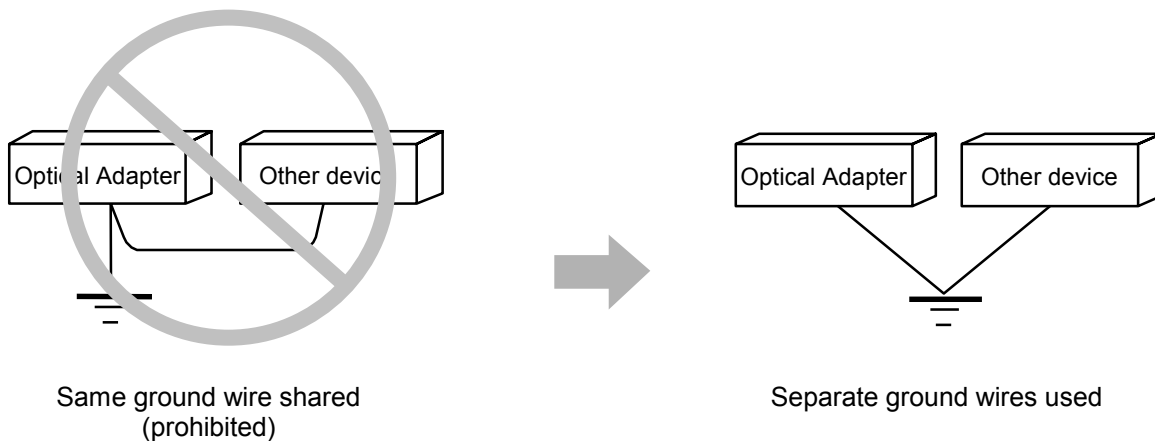 Optical Adapter
Other devic
Optical Adapter
Other device
Same ground wire shared
(prohibited)
Separate ground wires used